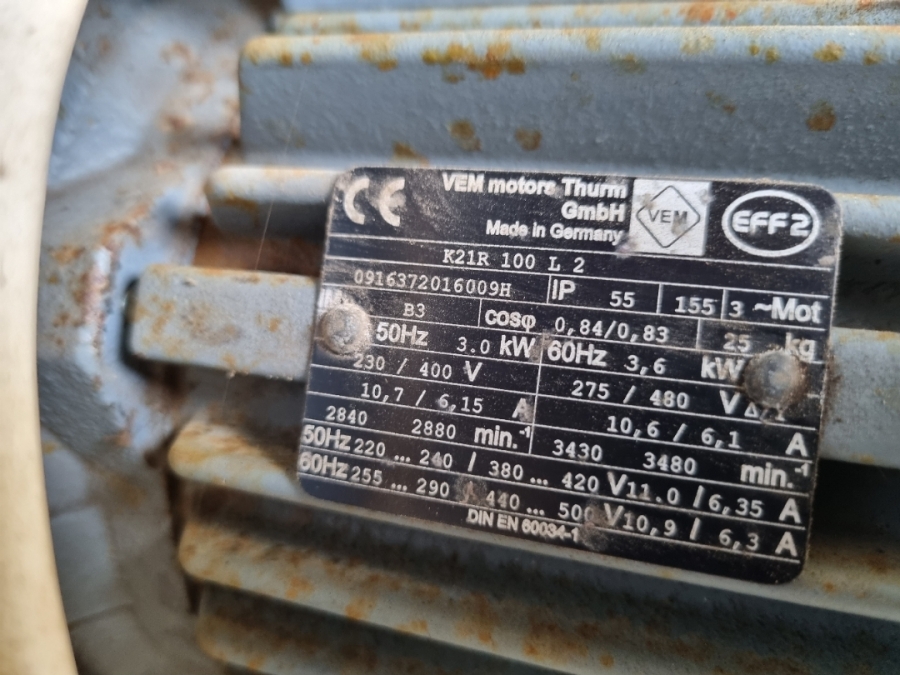 CE
VEM motors Thurm
GmbH
Made in Germany
VEM
EFF2
K21R 100 L 2
0916372016009H IP 55 155 3 ~Mot
IM B3 cosφ 0,84/0,83 25 kg
50Hz 3.0 kW 60Hz 3,6 kW
230 / 400 V 275 / 480 V
10,7 / 6,15 A 10,6 / 6,1 A
2840 2880 min.-1 3430 3480 min.-1
50Hz 220 ... 240 / 380 ... 420 V 11.0 / 6,35 A
60Hz 255 ... 290 / 440 ... 500 V 10,9 / 6,3 A
DIN EN 60034-1